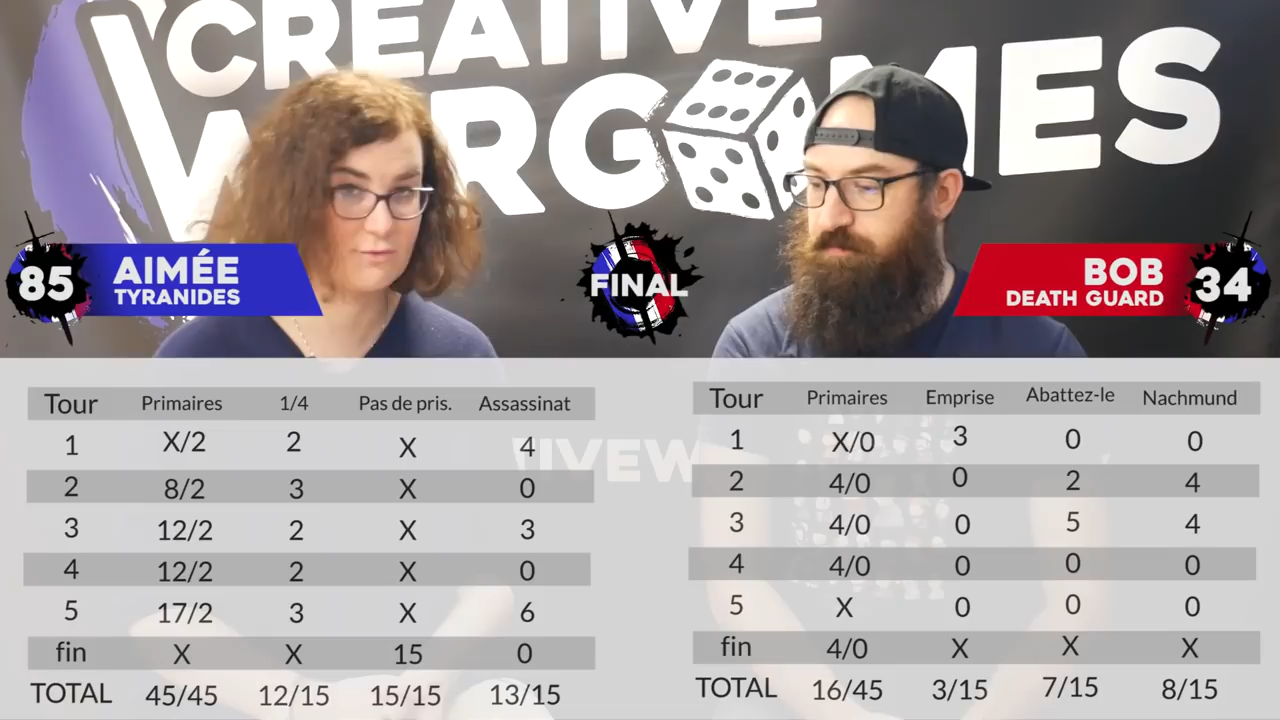 CREATIVE
WARGAMES
85
AIMÉE
TYRANIDES
FINAL
BOB
DEATH GUARD
34
Tour Primaires 1/4 Pas de pris. Assassinat
1 X/2 2 X 4
2 8/2 3 X 0
3 12/2 2 X 3
4 12/2 2 X 0
5 17/2 3 X 6
fin X X 15 0
TOTAL 45/45 12/15 15/15 13/15
Tour Primaires Emprise Abattez-le Nachmund
1 X/0 3 0 0
2 4/0 0 2 4
3 4/0 0 5 4
4 4/0 0 0 0
5 X 0 0 0
fin 4/0 X X X
TOTAL 16/45 3/15 7/15 8/15